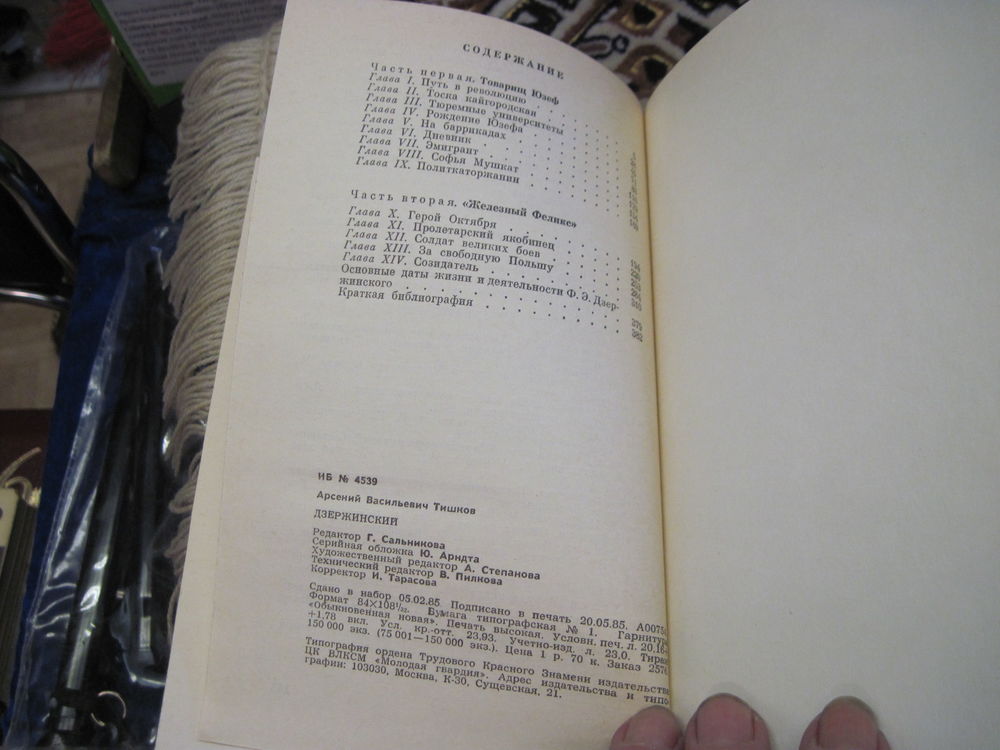 СОДЕРЖАНИЕ
Часть первая. Товарищ Юзеф
Глава I. Путь в революцию
Глава II. Тоска кайгородская
Глава III. Тюремные университеты
Глава IV. Рождение Юзефа
Глава V. На баррикадах
Глава VI. Дневник
Глава VII. Эмигрант
Глава VIII. Софья Мушкат
Глава IX. Политкаторжанин
Часть вторая. «Железный Феликс»
Глава X. Герой Октября
Глава XI. Пролетарский якобинец
Глава XII. Солдат великих боев
Глава XIII. За свободную Польшу
Глава XIV. Созидатель
Основные даты жизни и деятельности Ф. Э. Дзер-
жинского 379
Краткая библиография 382
ИБ № 4539
Арсений Васильевич Тишков
ДЗЕРЖИНСКИЙ
Редактор Г. Сальникова
Серийная обложка Ю. Арндта
Художественный редактор А. Степанова
Технический редактор В. Пилкова
Корректор И. Тарасова
Сдано в набор 05.02.85. Подписано в печать 20.05.85. А00754
Формат 84×108¹/₃₂. Бумага типографская № 1. Гарнитура
«Обыкновенная новая». Печать высокая. Условн. печ. л. 20,16+
+1,78 вкл. Усл. кр.-отт. 23,93. Учетно-изд. л. 23,0. Тираж
150 000 экз. (75 001—150 000 экз.). Цена 1 р. 70 к. Заказ 2576
Типография ордена Трудового Красного Знамени издательства
ЦК ВЛКСМ «Молодая гвардия». Адрес издательства и типо-
графии: 103030, Москва, К-30, Сущевская, 21.